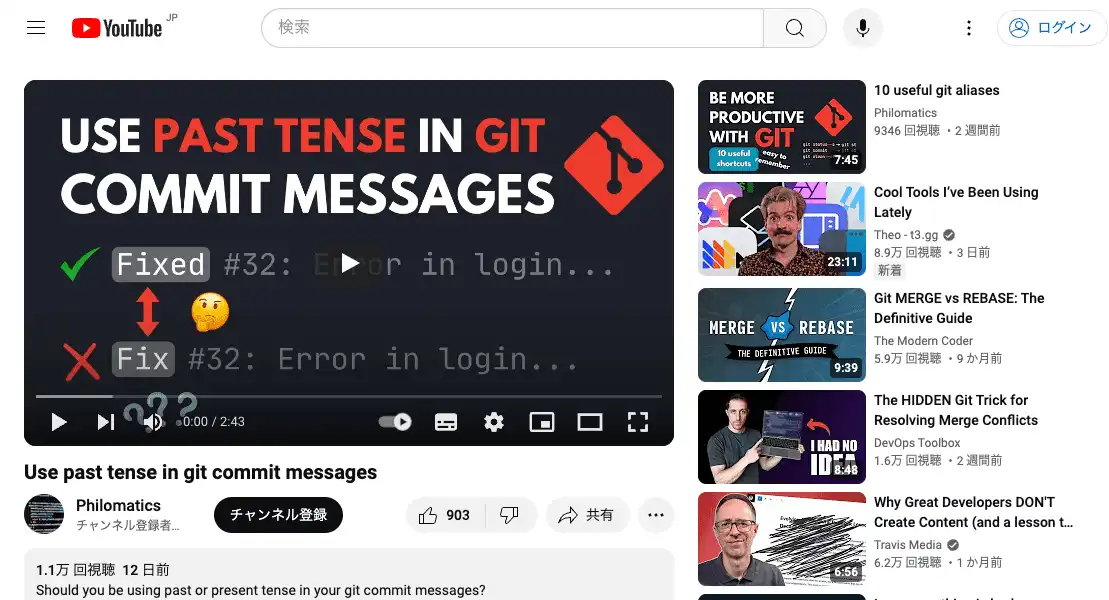 YouTube JP
検索
ログイン
USE PAST TENSE IN GIT
COMMIT MESSAGES
Fixed #32: Error in login...
Fix #32: Error in login...
???
0:00 / 2:43
Use past tense in git commit messages
Philomatics
チャンネル登録者...
チャンネル登録
903
共有
1.1万 回視聴 12 日前
Should you be using past or present tense in your git commit messages?
BE MORE
PRODUCTIVE
WITH GIT
10 useful
shortcuts
easy to
remember
7:45
10 useful git aliases
Philomatics
9346 回視聴 ・2 週間前
23:11
Cool Tools I've Been Using
Lately
Theo - t3.gg
8.9万 回視聴 ・3 日前
新着
MERGE VS REBASE
THE DEFINITIVE GUIDE
9:39
Git MERGE vs REBASE: The
Definitive Guide
The Modern Coder
5.9万 回視聴 ・9 か月前
I HAD NO
IDEA
8:48
The HIDDEN Git Trick for
Resolving Merge Conflicts
DevOps Toolbox
1.6万 回視聴 ・2 週間前
6:56
Why Great Developers DON'T
Create Content (and a lesson t...
Travis Media
6.2万 回視聴 ・1 か月前